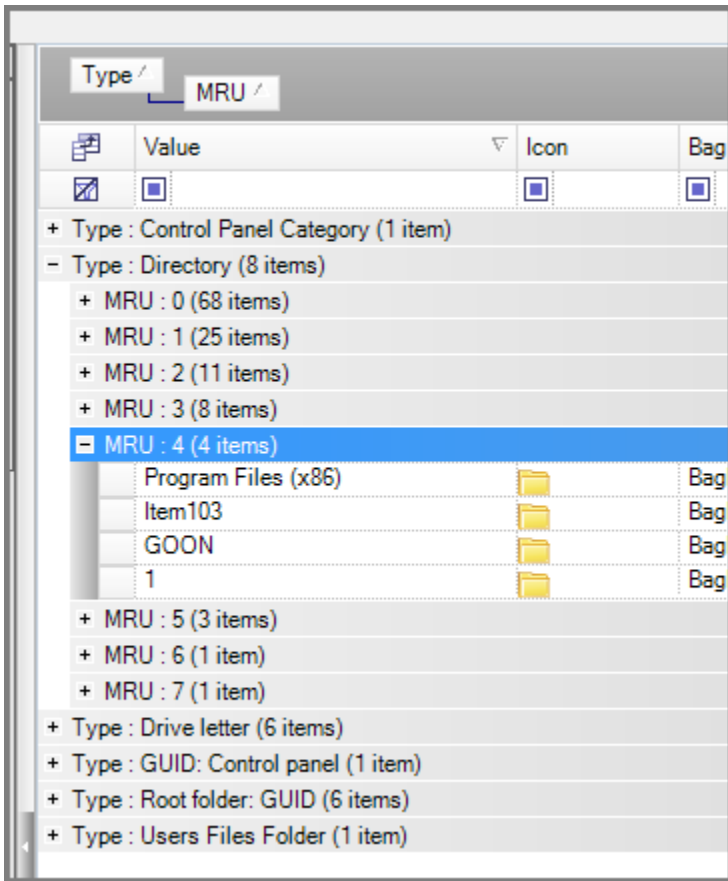 Type
MRU
Value Icon Bag
+ Type : Control Panel Category (1 item)
− Type : Directory (8 items)
+ MRU : 0 (68 items)
+ MRU : 1 (25 items)
+ MRU : 2 (11 items)
+ MRU : 3 (8 items)
− MRU : 4 (4 items)
Program Files (x86) Bag
Item103 Bag
GOON Bag
1 Bag
+ MRU : 5 (3 items)
+ MRU : 6 (1 item)
+ MRU : 7 (1 item)
+ Type : Drive letter (6 items)
+ Type : GUID: Control panel (1 item)
+ Type : Root folder: GUID (6 items)
+ Type : Users Files Folder (1 item)